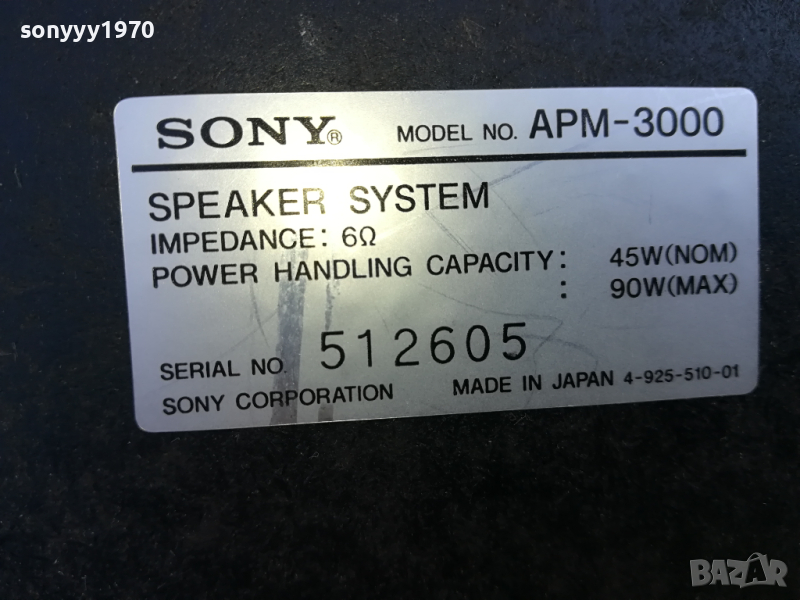 sonyyy1970
SONY® MODEL NO. APM-3000
SPEAKER SYSTEM
IMPEDANCE: 6Ω
POWER HANDLING CAPACITY: 45W(NOM)
: 90W(MAX)
SERIAL NO. 512605
SONY CORPORATION MADE IN JAPAN 4-925-510-01
BAZAR